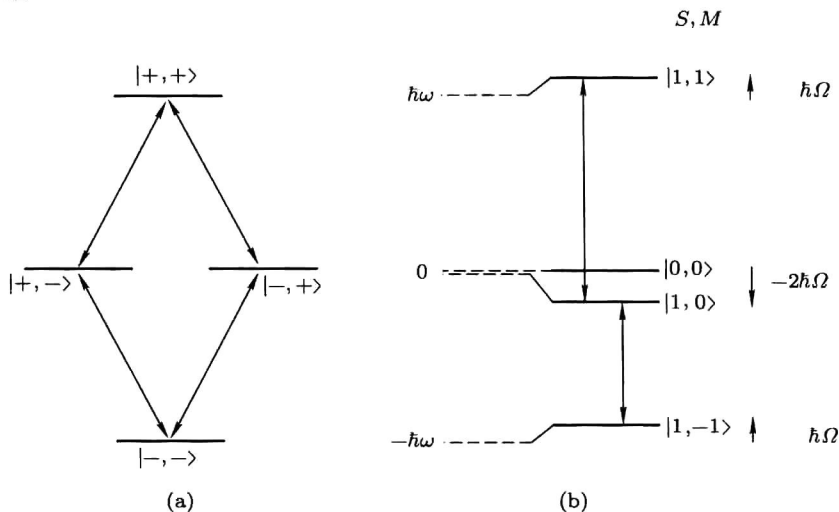 S, M
|+,+⟩
|1,1⟩
ħω
ħΩ
|+,−⟩
|−,+⟩
0
|0,0⟩
−2ħΩ
|1,0⟩
|−,−⟩
−ħω
|1,−1⟩
ħΩ
(a)
(b)